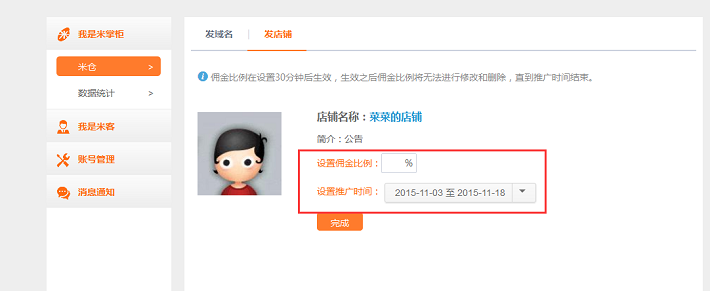 我是米掌柜
米仓 >
数据统计 >
我是米客
账号管理
消息通知
发域名 | 发店铺
佣金比例在设置30分钟后生效，生效之后佣金比例将无法进行修改和删除，直到推广时间结束。
店铺名称：菜菜的店铺
简介：公告
设置佣金比例： %
设置推广时间： 2015-11-03 至 2015-11-18
完成